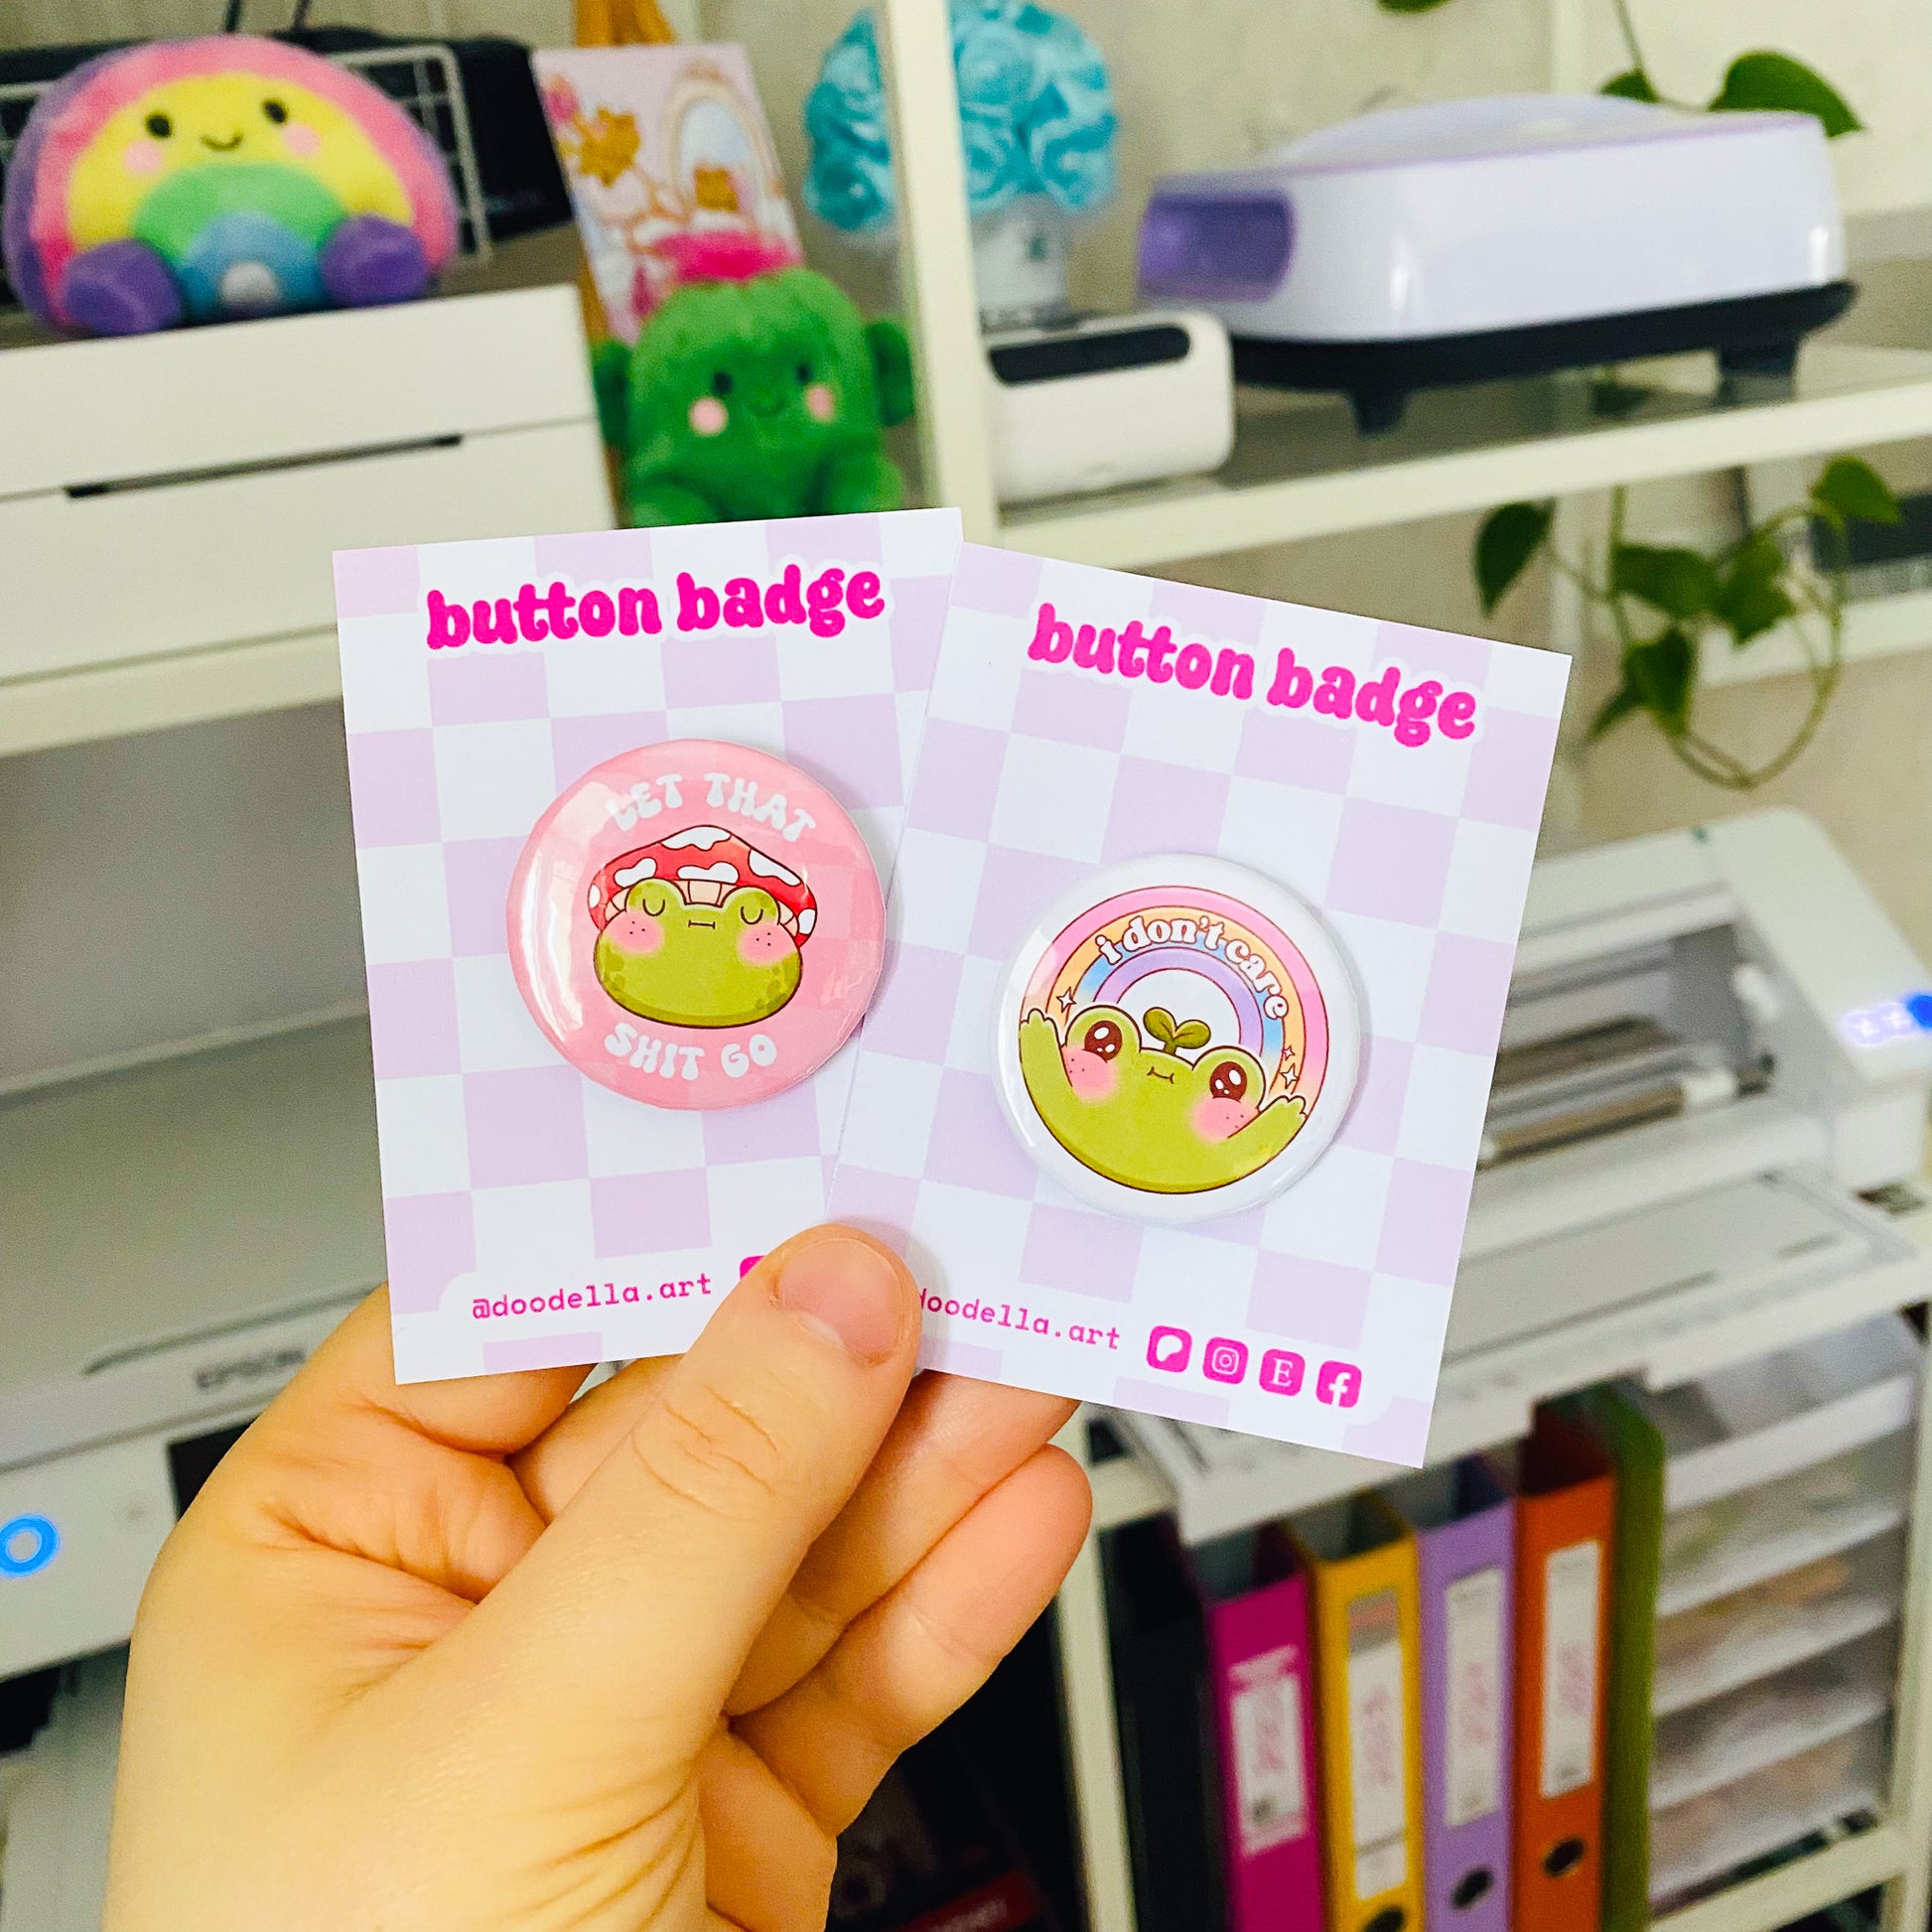 button badge
LET THAT
SHIT GO
@doodella.art
button badge
i don't care
doodella.art
E
EPSON